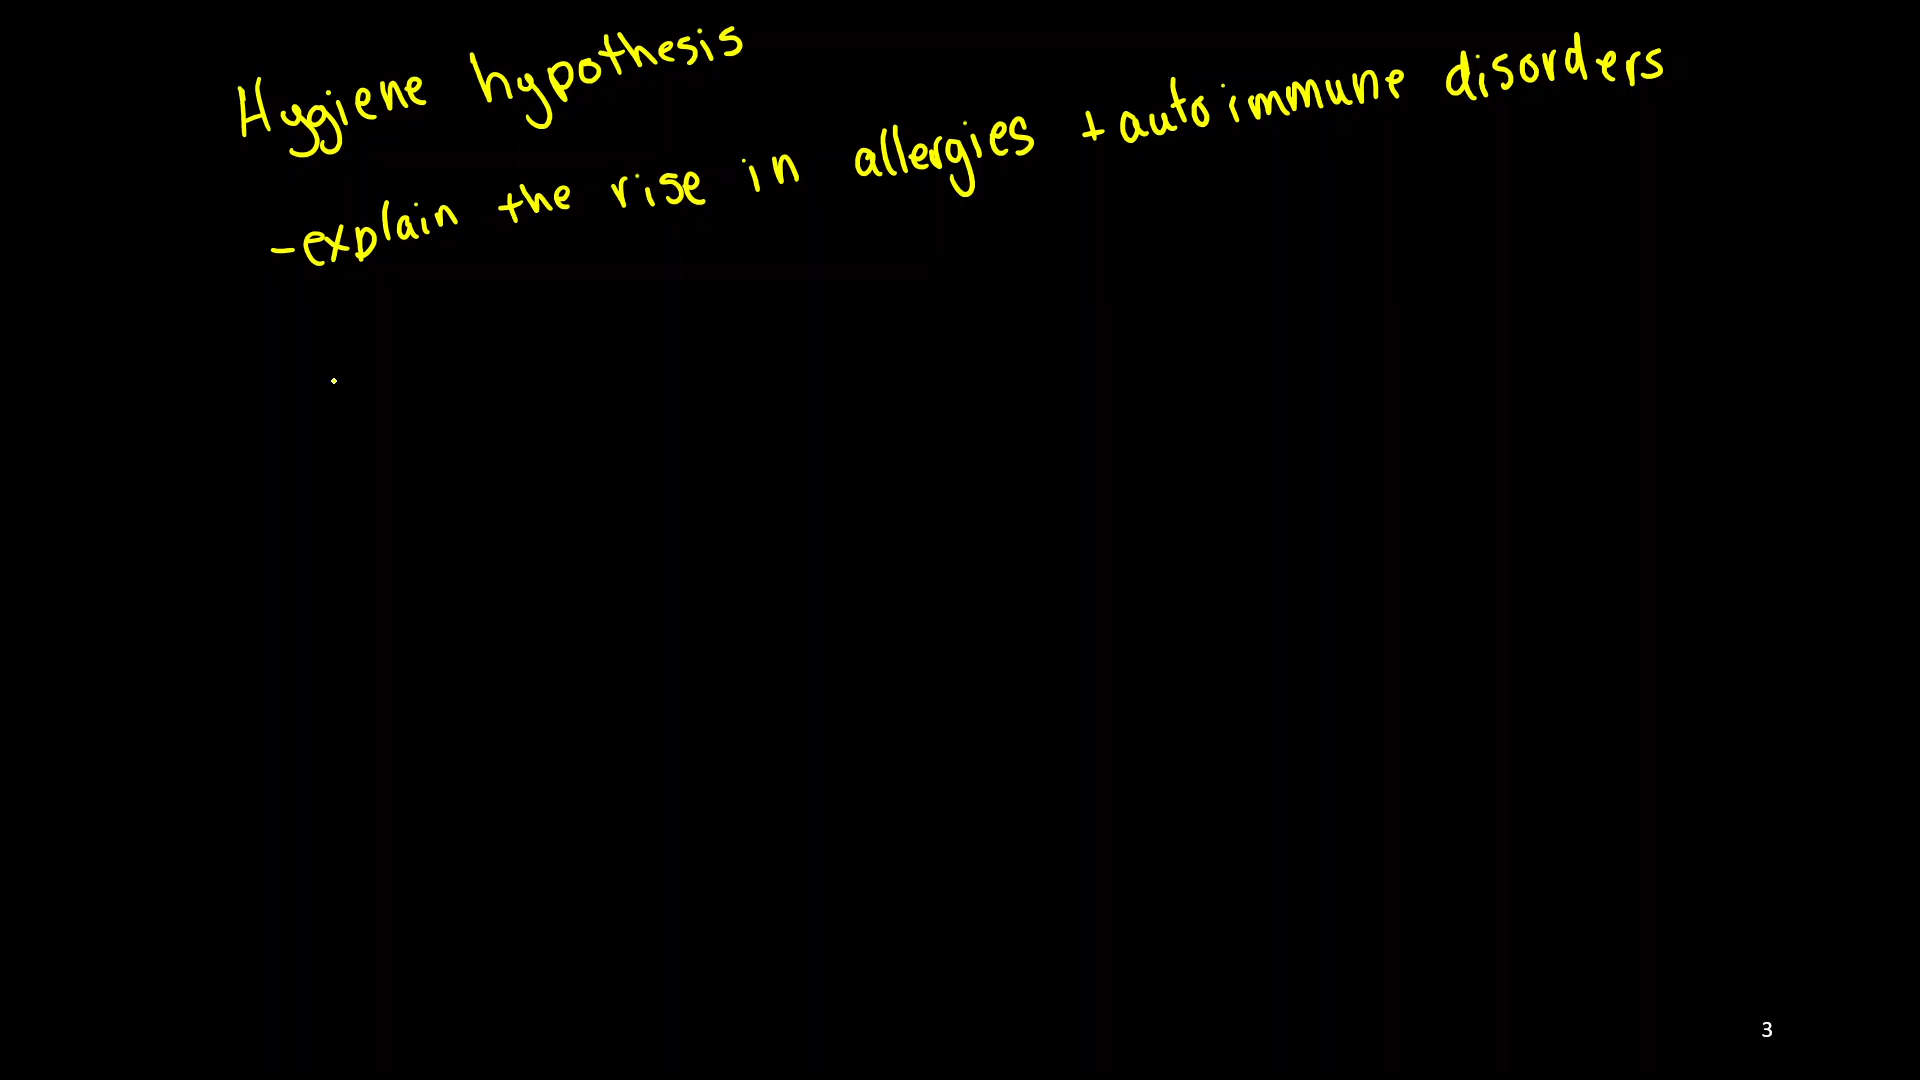 Hygiene hypothesis
-explain the rise in allergies + autoimmune disorders
3